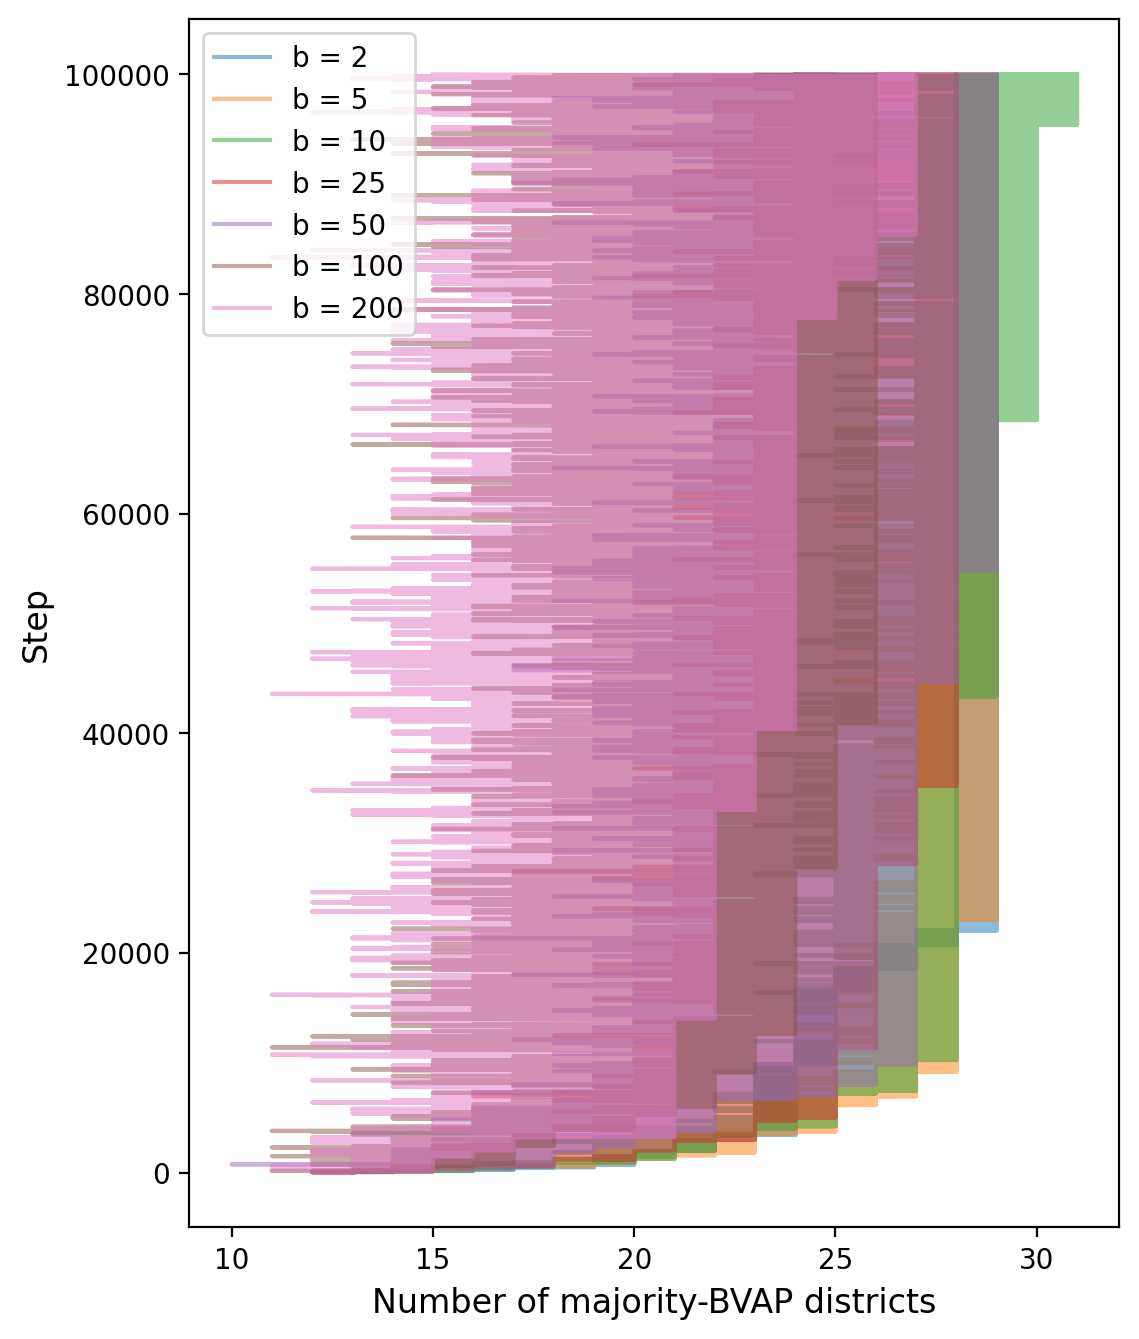 b = 2
b = 5
b = 10
b = 25
b = 50
b = 100
b = 200
100000
80000
60000
40000
20000
0
Step
10 15 20 25 30
Number of majority-BVAP districts